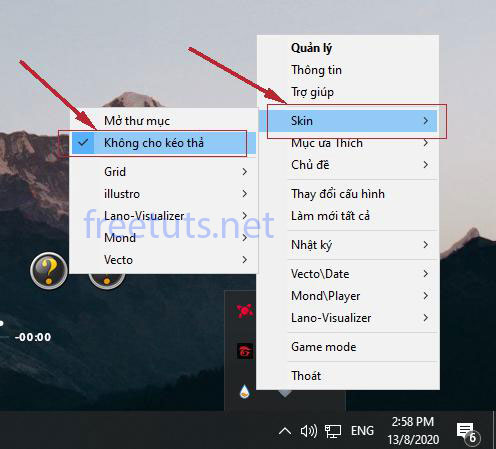 Quản lý
Thông tin
Trợ giúp
Skin
Mục ưa Thích
Chủ đề
Thay đổi cấu hình
Làm mới tất cả
Nhật ký
Vecto\Date
Mond\Player
Lano-Visualizer
Game mode
Thoát
Mở thư mục
Không cho kéo thả
Grid
illustro
Lano-Visualizer
Mond
Vecto
freetuts.net
? ?
-00:00
ENG
2:58 PM
13/8/2020
6